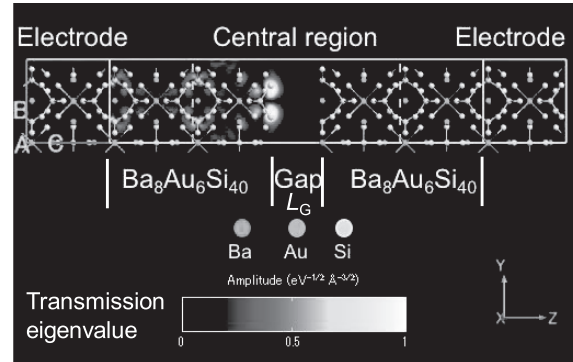 Electrode Central region Electrode
B
A C
Ba₈Au₆Si₄₀ Gap Ba₈Au₆Si₄₀
L_G
Ba Au Si
Amplitude (eV⁻¹/² Å⁻³/²)
Transmission
eigenvalue
0 0.5 1
Y
X Z